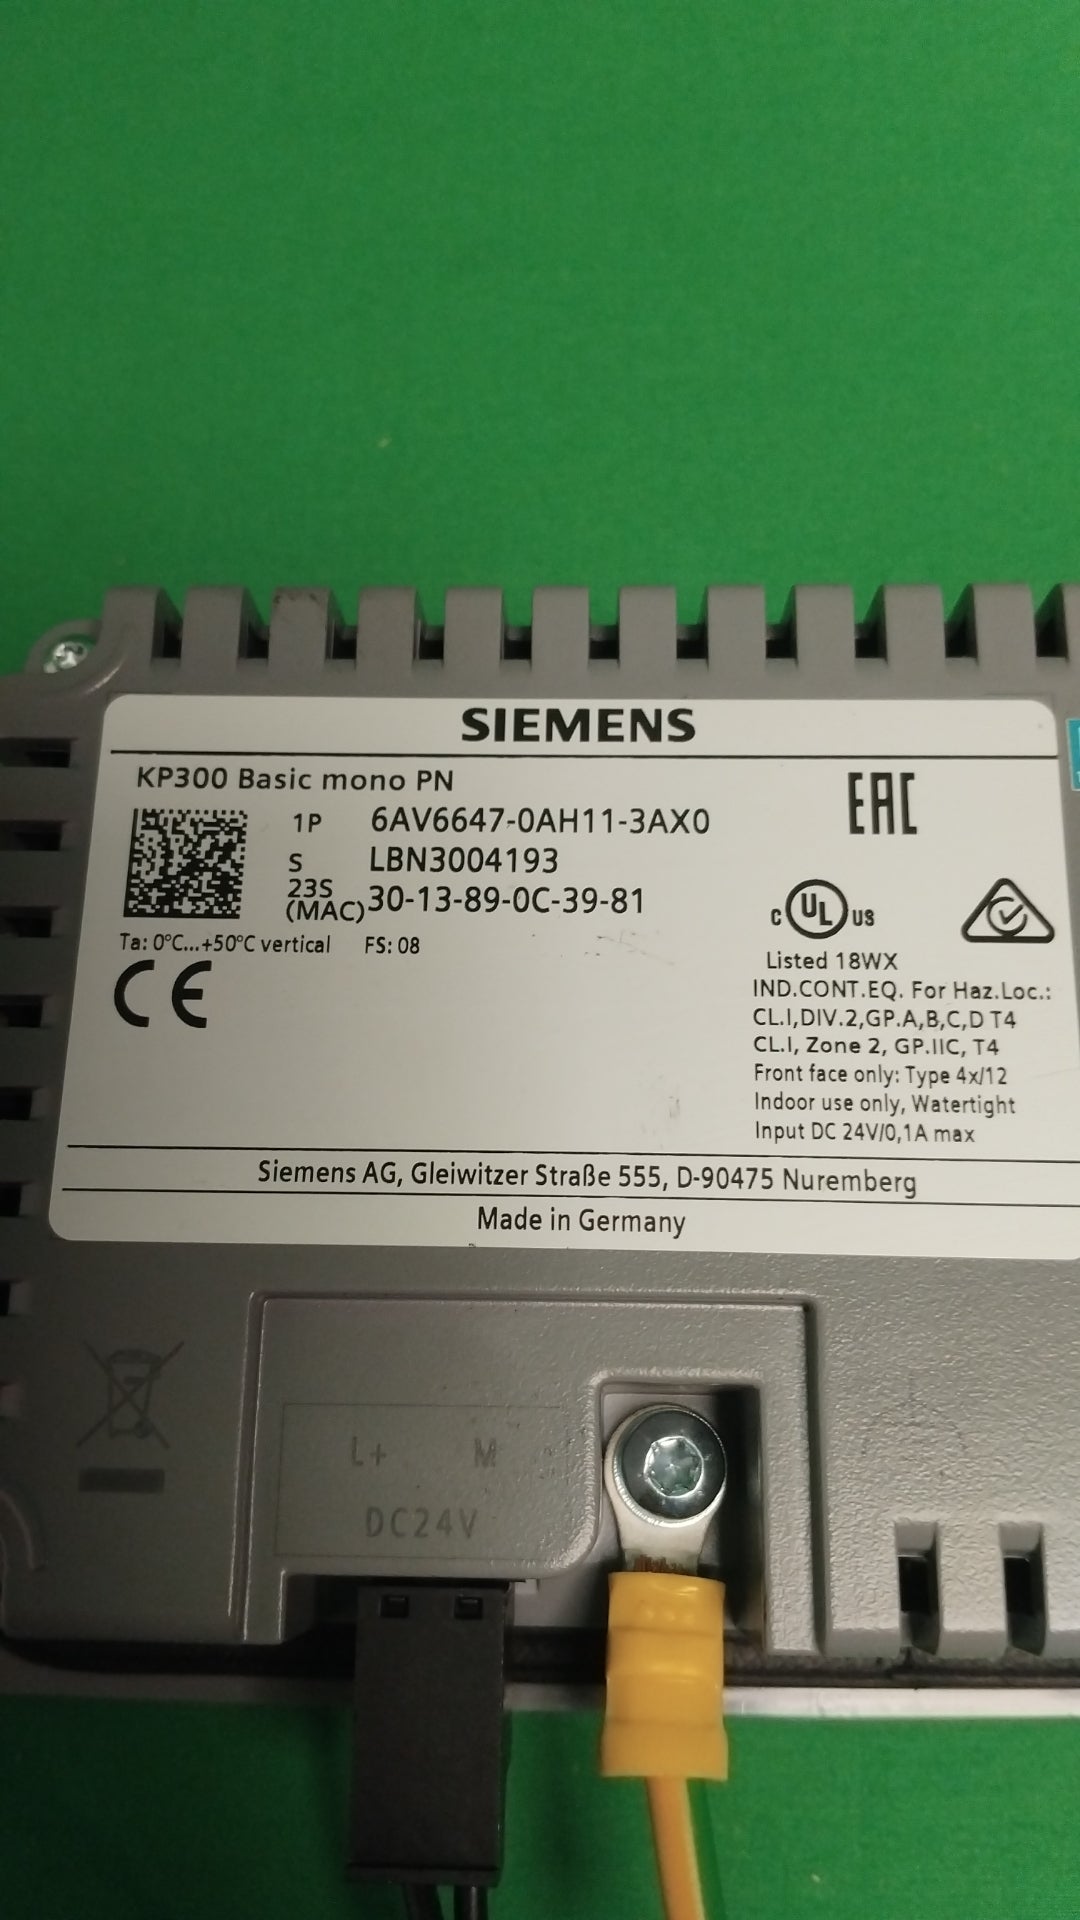 SIEMENS
KP300 Basic mono PN
1P 6AV6647-0AH11-3AX0
S LBN3004193
23S
(MAC) 30-13-89-0C-39-81
Ta: 0°C...+50°C vertical FS: 08
CE
EAC
c UL US
Listed 18WX
IND.CONT.EQ. For Haz.Loc.:
CL.I,DIV.2,GP.A,B,C,D T4
CL.I, Zone 2, GP.IIC, T4
Front face only: Type 4x/12
Indoor use only, Watertight
Input DC 24V/0,1A max
Siemens AG, Gleiwitzer Straße 555, D-90475 Nuremberg
Made in Germany
L+ M
DC24V